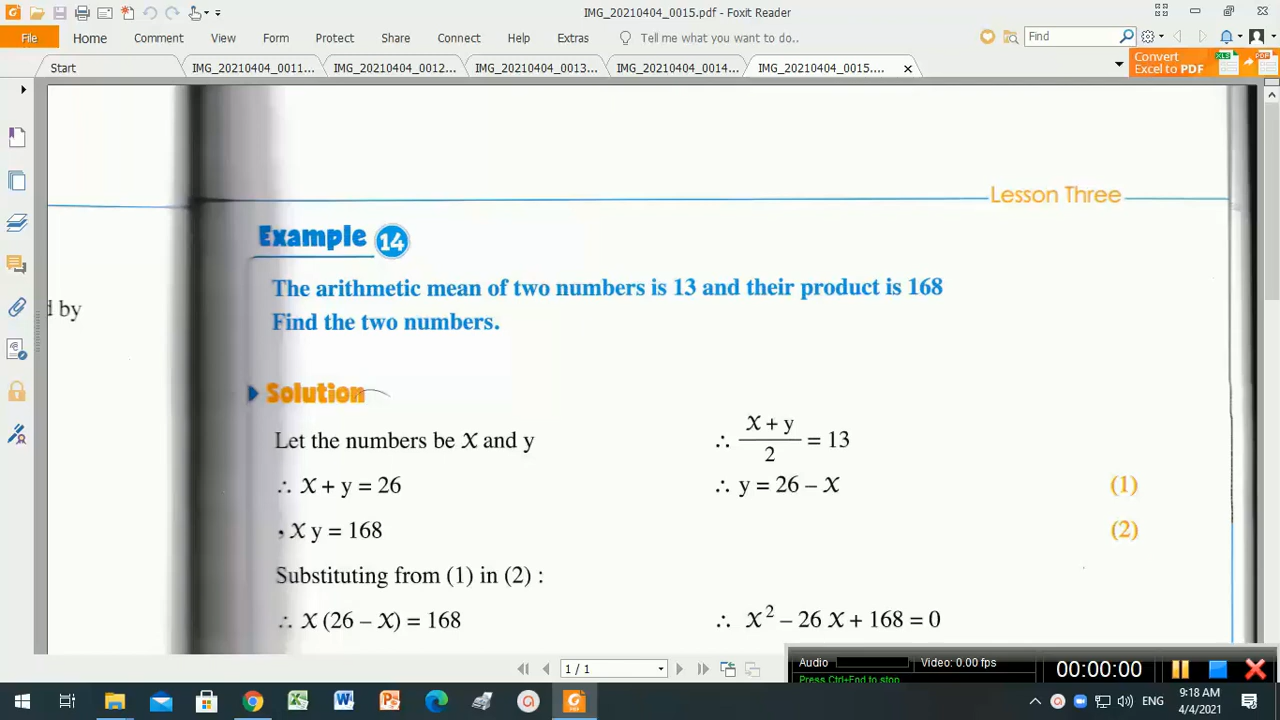 IMG_20210404_0015.pdf - Foxit Reader
File Home Comment View Form Protect Share Connect Help Extras Tell me what you want to do.. Find
Start IMG_20210404_0011... IMG_20210404_0012... IMG_20210404_0013... IMG_20210404_0014... IMG_20210404_0015....
Convert
Excel to PDF
XLS
Lesson Three
Example 14
The arithmetic mean of two numbers is 13 and their product is 168
d by
Find the two numbers.
Solution
Let the numbers be X and y ∴ (X + y)/2 = 13
∴ X + y = 26 ∴ y = 26 – X (1)
, X y = 168 (2)
Substituting from (1) in (2) :
∴ X (26 – X) = 168 ∴ X² – 26 X + 168 = 0
1 / 1
Audio Video: 0.00 fps 00:00:00
Press Ctrl+End to stop
ENG
9:18 AM
4/4/2021